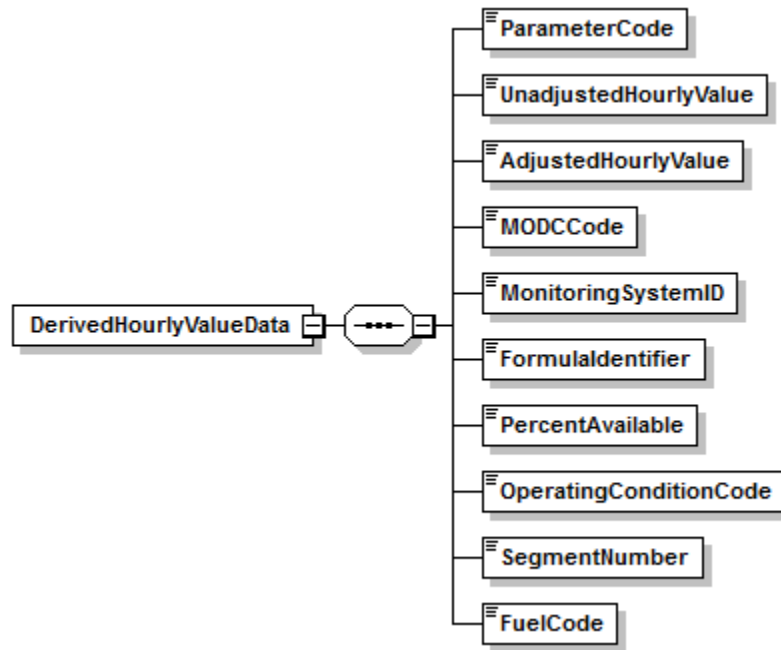 ParameterCode
UnadjustedHourlyValue
AdjustedHourlyValue
MODCCode
MonitoringSystemID
DerivedHourlyValueData
FormulaIdentifier
PercentAvailable
OperatingConditionCode
SegmentNumber
FuelCode